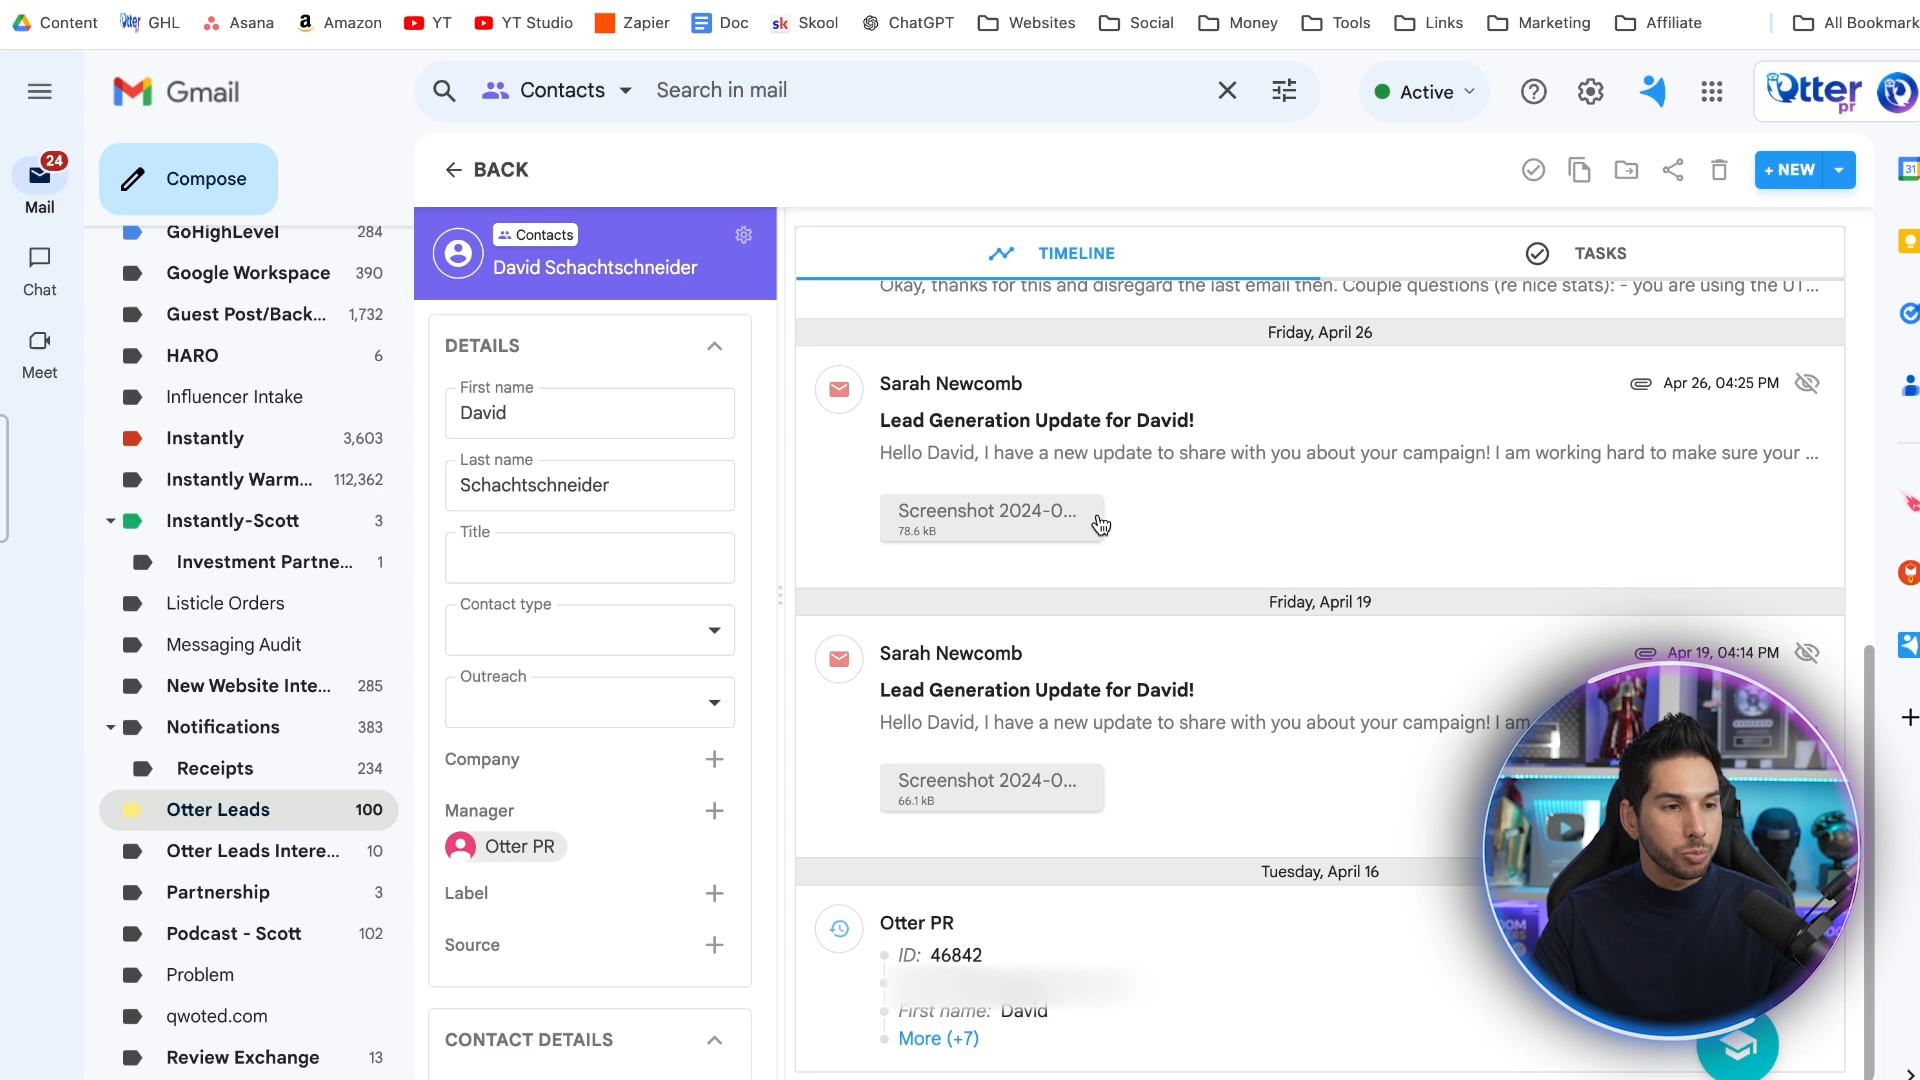 Content GHL Asana Amazon YT YT Studio Zapier Doc Skool ChatGPT Websites Social Money Tools Links Marketing Affiliate All Bookmark
Gmail
Contacts Search in mail
Active
Otter pr
24
Mail
Chat
Meet
Compose
GoHighLevel 284
Google Workspace 390
Guest Post/Back... 1,732
HARO 6
Influencer Intake
Instantly 3,603
Instantly Warm... 112,362
Instantly-Scott 3
Investment Partne... 1
Listicle Orders
Messaging Audit
New Website Inte... 285
Notifications 383
Receipts 234
Otter Leads 100
Otter Leads Intere... 10
Partnership 3
Podcast - Scott 102
Problem
qwoted.com
Review Exchange 13
BACK
+ NEW
Contacts
David Schachtschneider
DETAILS
First name
David
Last name
Schachtschneider
Title
Contact type
Outreach
Company
Manager
Otter PR
Label
Source
CONTACT DETAILS
TIMELINE TASKS
Okay, thanks for this and disregard the last email then. Couple questions (re nice stats): - you are using the UT...
Friday, April 26
Sarah Newcomb Apr 26, 04:25 PM
Lead Generation Update for David!
Hello David, I have a new update to share with you about your campaign! I am working hard to make sure your ...
Screenshot 2024-0...
78.6 kB
Friday, April 19
Sarah Newcomb Apr 19, 04:14 PM
Lead Generation Update for David!
Hello David, I have a new update to share with you about your campaign! I am
Screenshot 2024-0...
66.1 kB
Tuesday, April 16
Otter PR
ID: 46842
First name: David
More (+7)
31